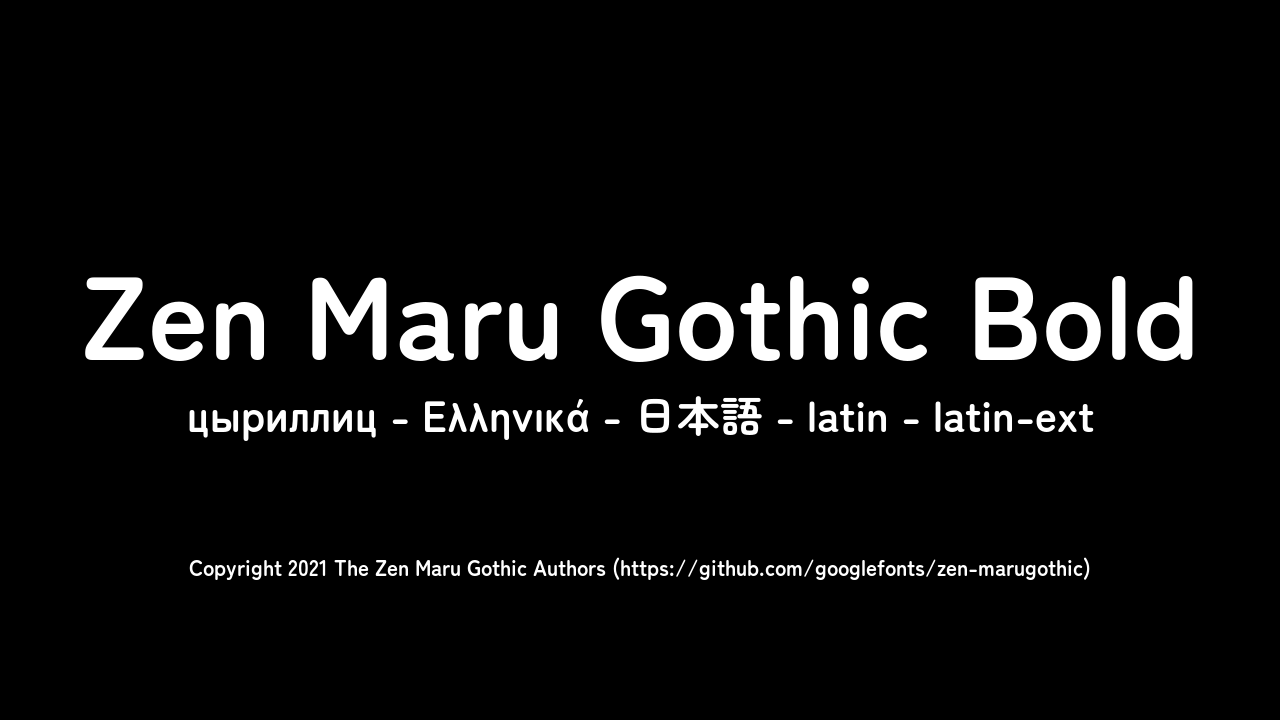 Zen Maru Gothic Bold
цыриллиц - Ελληνικά - 日本語 - latin - latin-ext
Copyright 2021 The Zen Maru Gothic Authors (https://github.com/googlefonts/zen-marugothic)